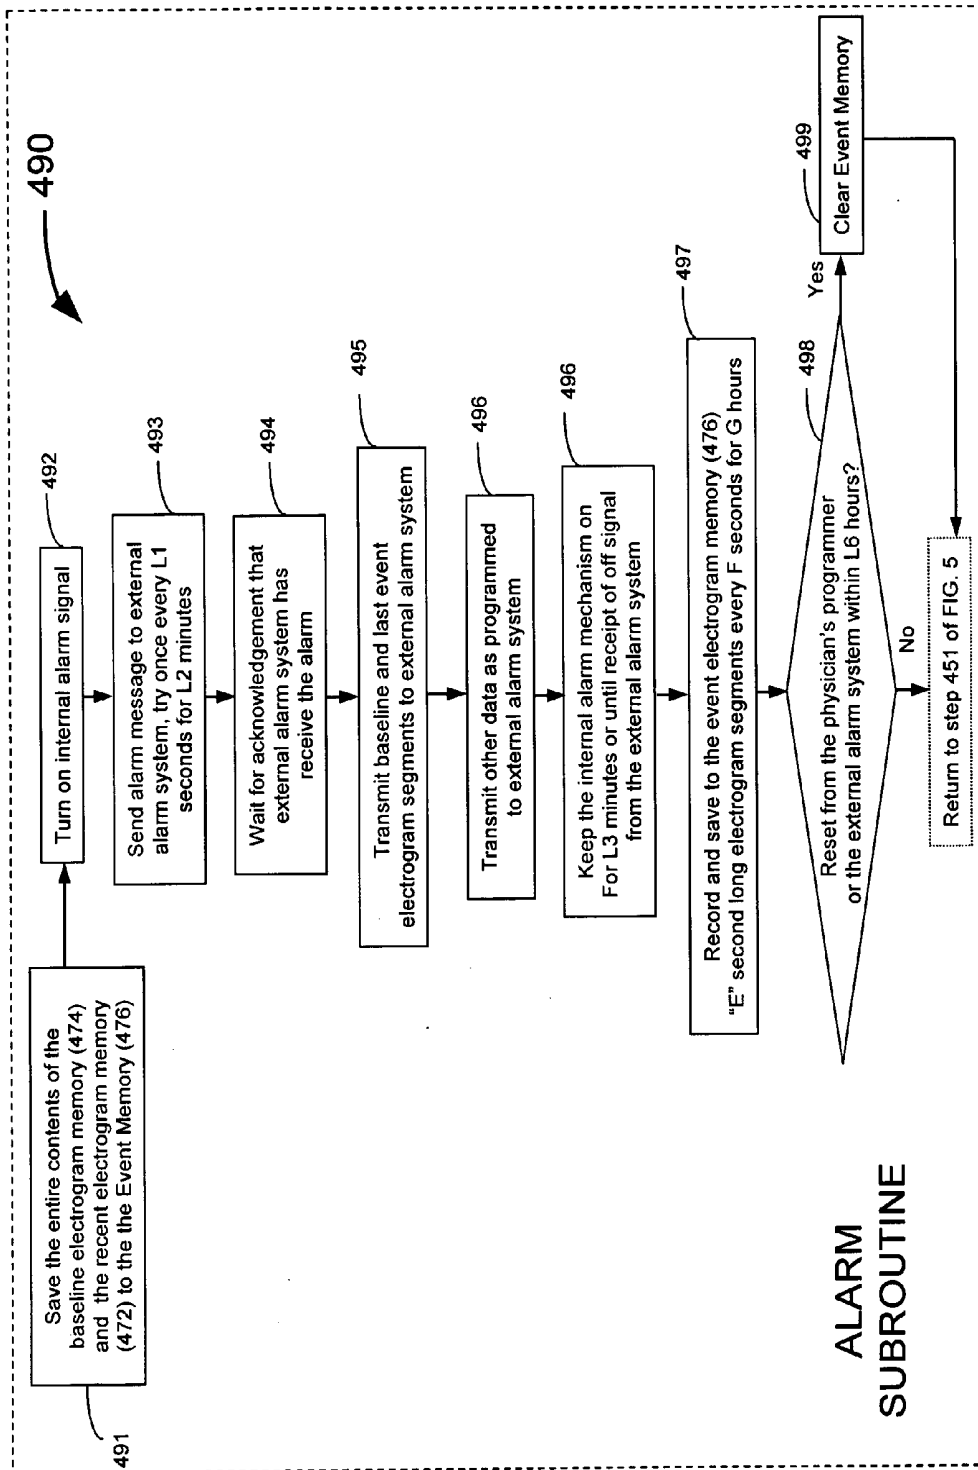 490
491
Save the entire contents of the
baseline electrogram memory (474)
and the recent electrogram memory
(472) to the the Event Memory (476)
492
Turn on internal alarm signal
493
Send alarm message to external
alarm system, try once every L1
seconds for L2 minutes
494
Wait for acknowledgement that
external alarm system has
receive the alarm
495
Transmit baseline and last event
electrogram segments to external alarm system
496
Transmit other data as programmed
to external alarm system
496
Keep the internal alarm mechanism on
For L3 minutes or until receipt of off signal
from the external alarm system
497
Record and save to the event electrogram memory (476)
“E” second long electrogram segments every F seconds for G hours
498
Reset from the physician's programmer
or the external alarm system within L6 hours?
Yes
499
Clear Event Memory
No
Return to step 451 of FIG. 5
ALARM
SUBROUTINE